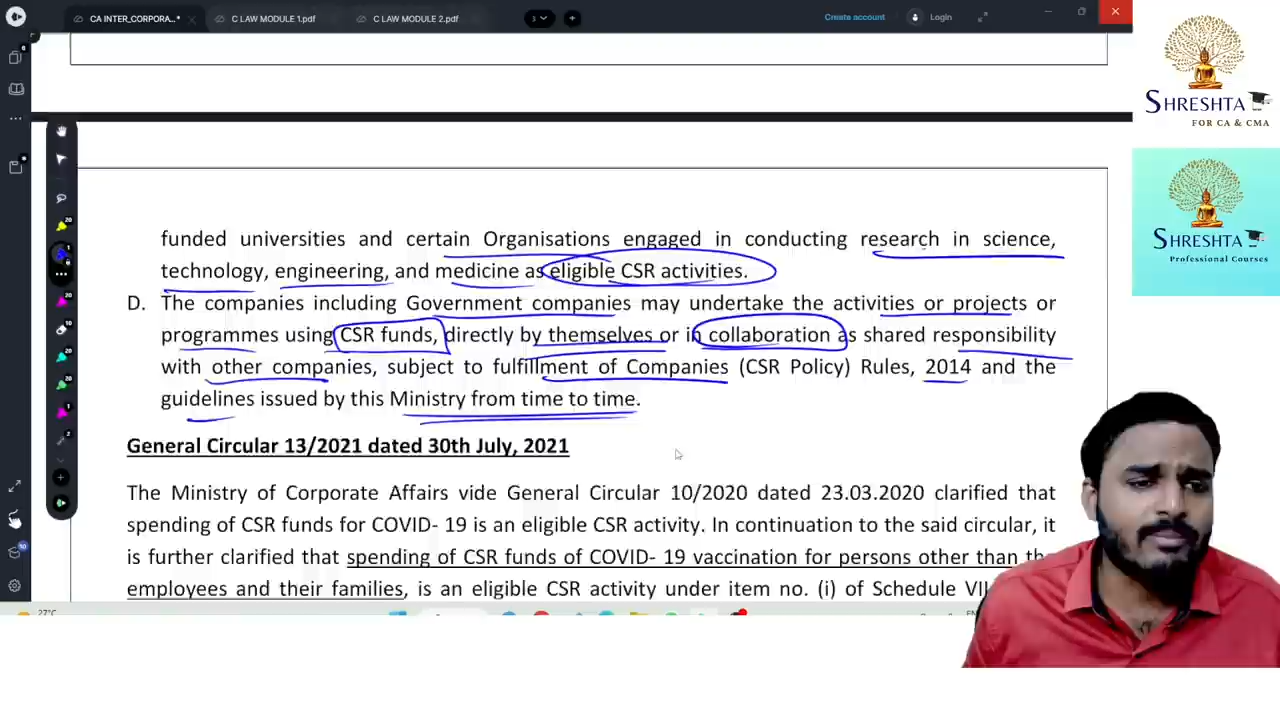 CA INTER_CORPORA...*
C LAW MODULE 1.pdf
C LAW MODULE 2.pdf
3
Create account
Login
SHRESHTA
FOR CA & CMA
SHRESHTA
Professional Courses
funded universities and certain Organisations engaged in conducting research in science,
technology, engineering, and medicine as eligible CSR activities.
D. The companies including Government companies may undertake the activities or projects or
programmes using CSR funds, directly by themselves or in collaboration as shared responsibility
with other companies, subject to fulfillment of Companies (CSR Policy) Rules, 2014 and the
guidelines issued by this Ministry from time to time.
General Circular 13/2021 dated 30th July, 2021
The Ministry of Corporate Affairs vide General Circular 10/2020 dated 23.03.2020 clarified that
spending of CSR funds for COVID- 19 is an eligible CSR activity. In continuation to the said circular, it
is further clarified that spending of CSR funds of COVID- 19 vaccination for persons other than the
employees and their families, is an eligible CSR activity under item no. (i) of Schedule VII
27°C